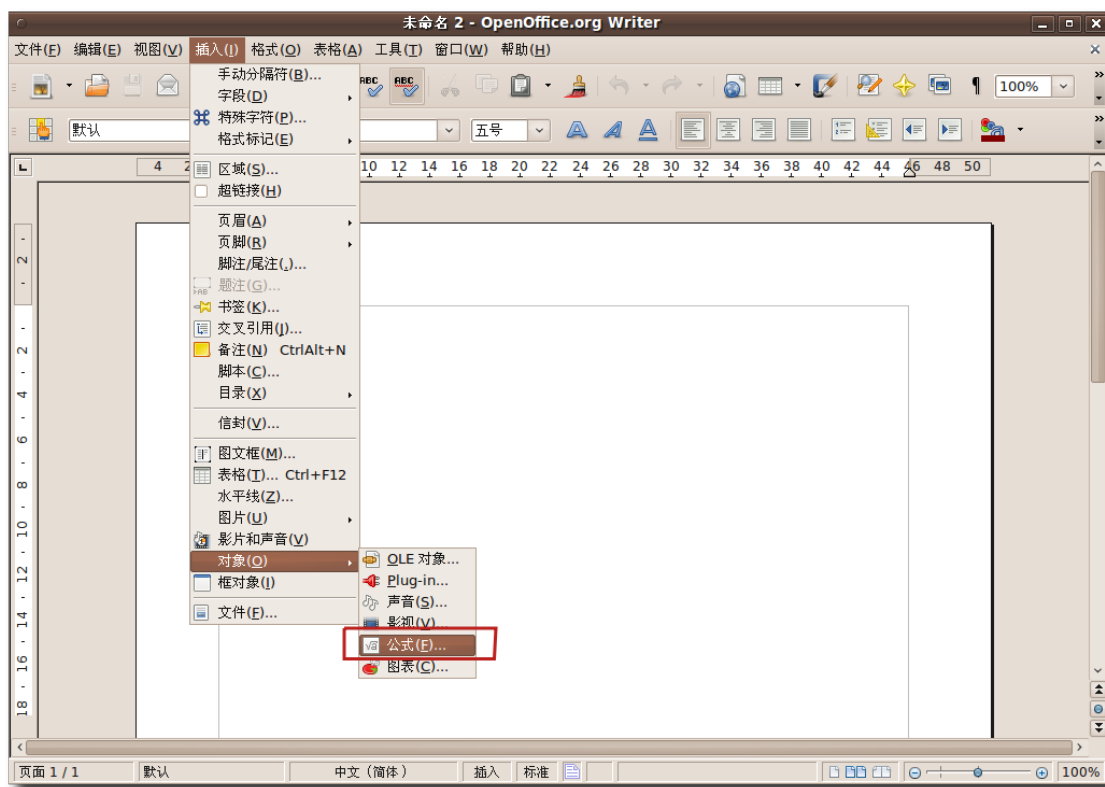 未命名 2 - OpenOffice.org Writer
文件(F) 编辑(E) 视图(V) 插入(I) 格式(O) 表格(A) 工具(T) 窗口(W) 帮助(H)
手动分隔符(B)...
字段(D)
特殊字符(P)...
格式标记(E)
区域(S)...
超链接(H)
页眉(A)
页脚(R)
脚注/尾注(.)...
题注(G)...
书签(K)...
交叉引用(J)...
备注(N) CtrlAlt+N
脚本(C)...
目录(X)
信封(V)...
图文框(M)...
表格(T)... Ctrl+F12
水平线(Z)...
图片(U)
影片和声音(V)
对象(O)
框对象(I)
文件(F)...
OLE 对象...
Plug-in...
声音(S)...
影视(V)...
公式(F)...
图表(C)...
ABC ABC 100%
默认 五号
4 2 10 12 14 16 18 20 22 24 26 28 30 32 34 36 38 40 42 44 46 48 50
2
2
4
6
8
10
12
14
16
18
页面 1 / 1 默认 中文（简体） 插入 标准 100%